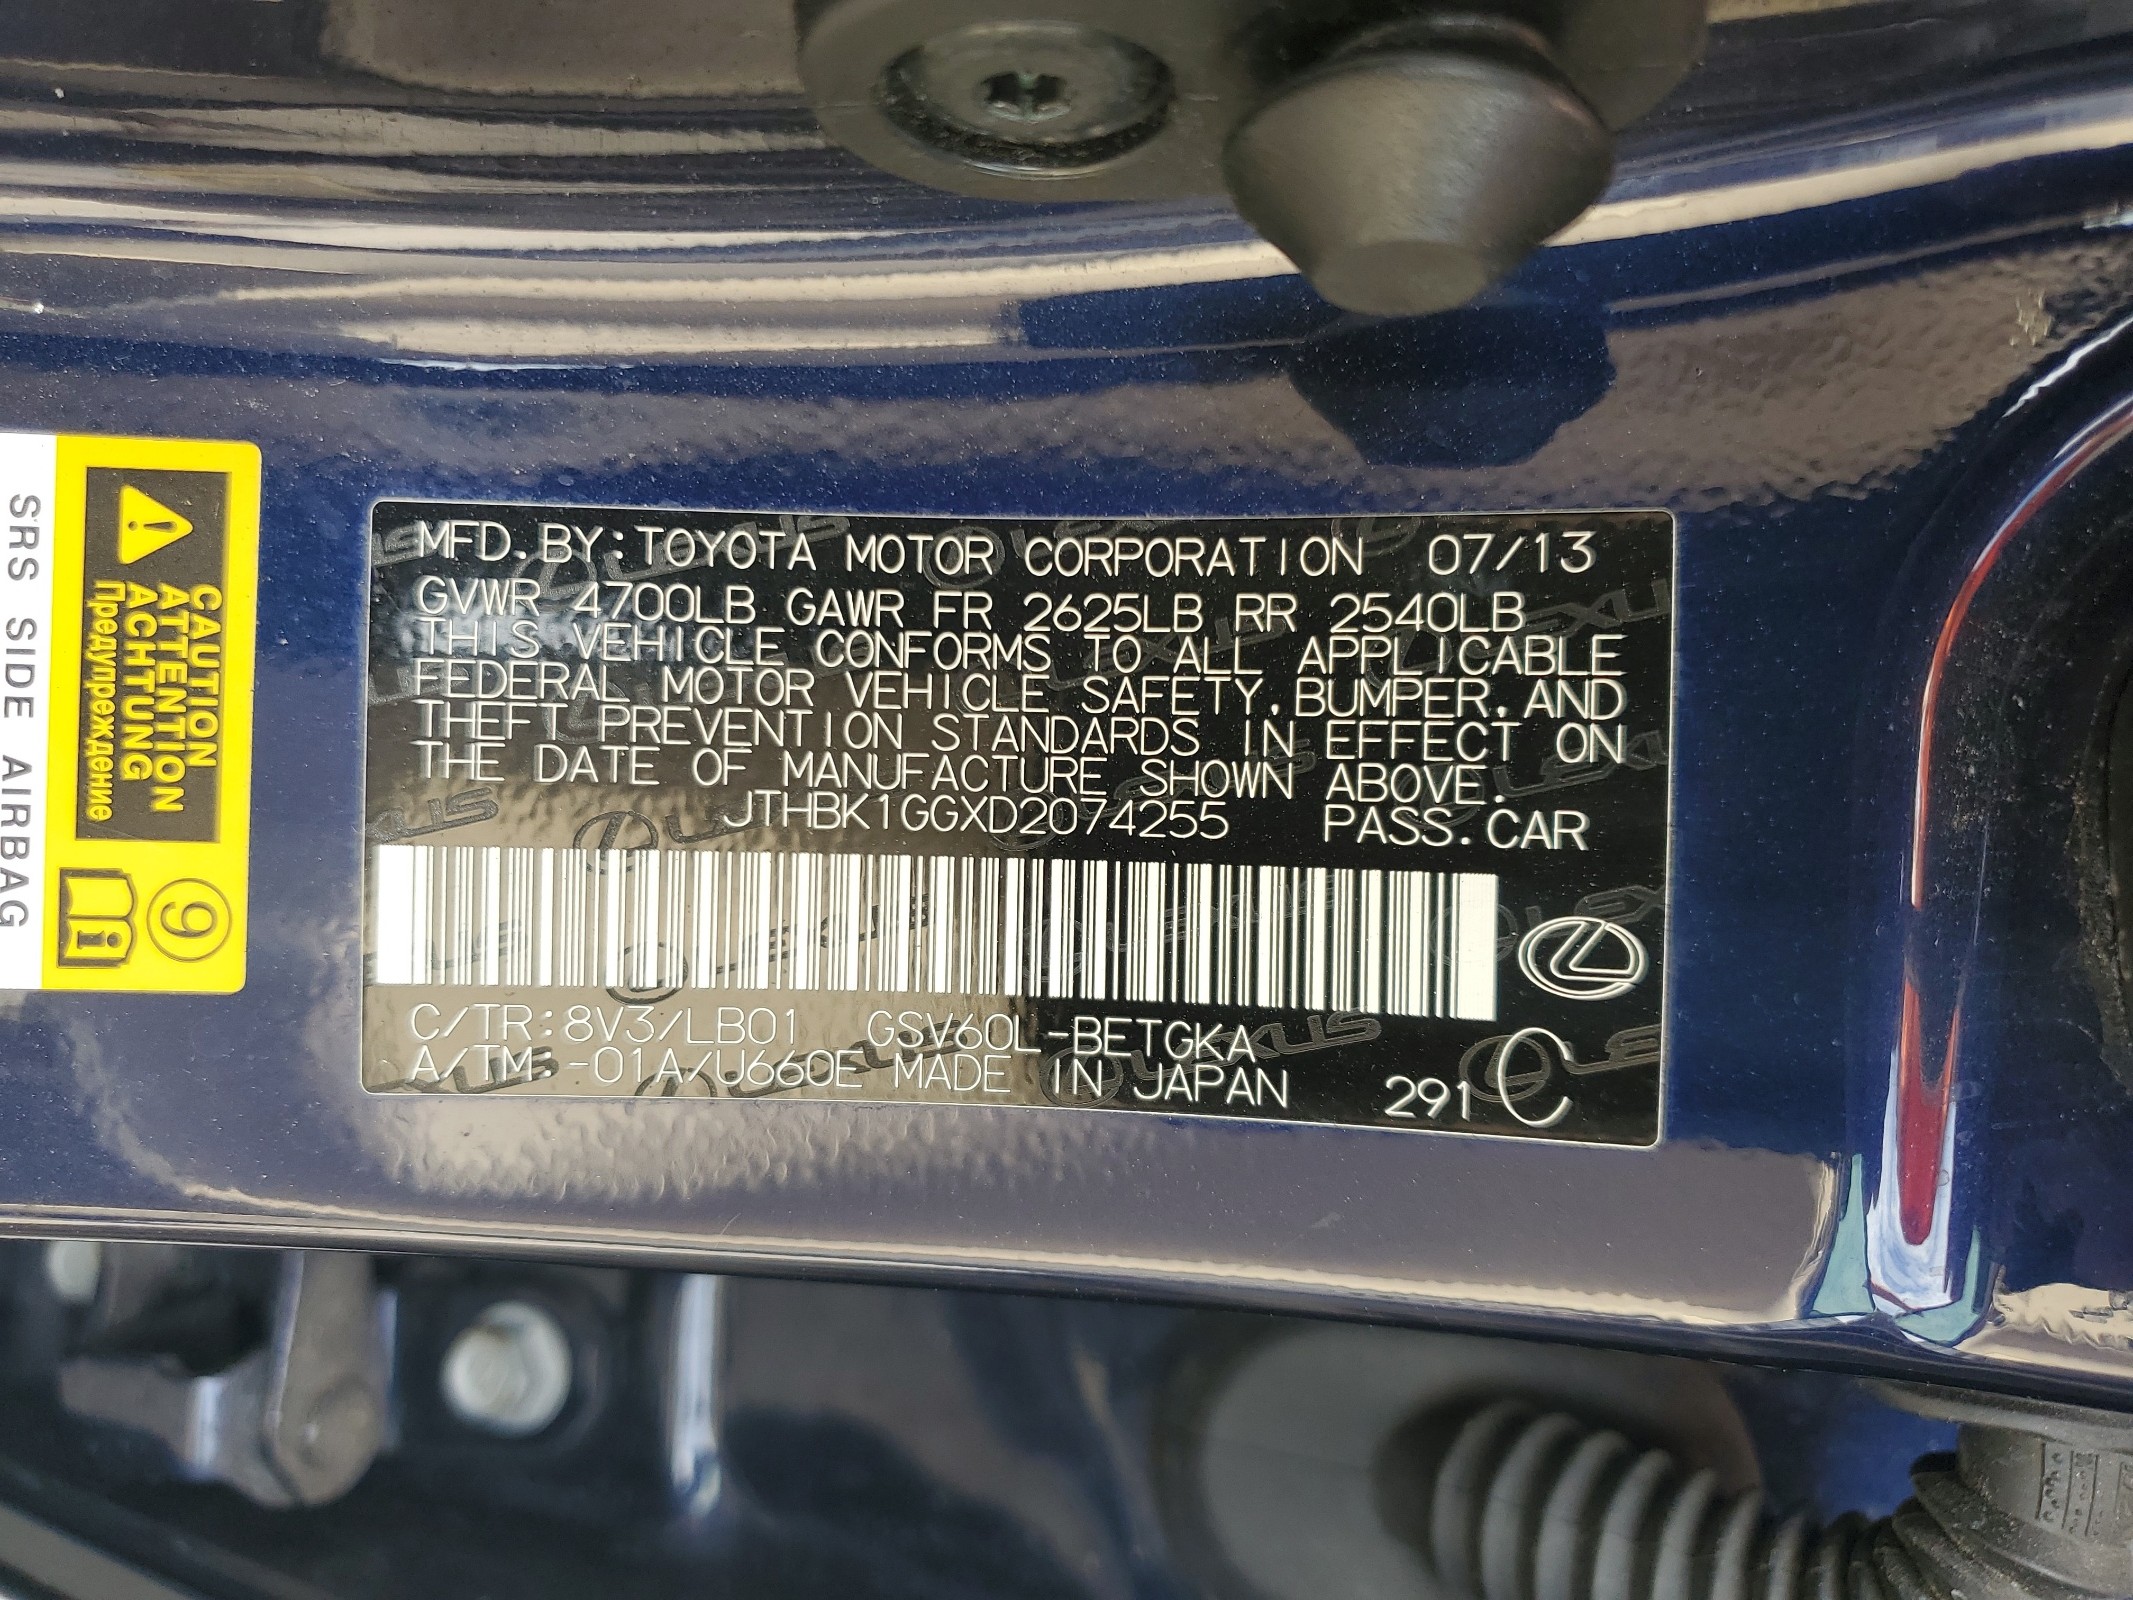 MFD.BY:TOYOTA MOTOR CORPORATION 07/13
GVWR 4700LB GAWR FR 2625LB RR 2540LB
THIS VEHICLE CONFORMS TO ALL APPLICABLE
FEDERAL MOTOR VEHICLE SAFETY,BUMPER,AND
THEFT PREVENTION STANDARDS IN EFFECT ON
THE DATE OF MANUFACTURE SHOWN ABOVE.
JTHBK1GGXD2074255 PASS.CAR
C/TR:8V3/LB01 GSV60L-BETGKA
A/TM:-01A/U660E MADE IN JAPAN 291
CAUTION
ATTENTION
ACHTUNG
Предупреждение
9
i
SRS SIDE AIRBAG
LEXUS